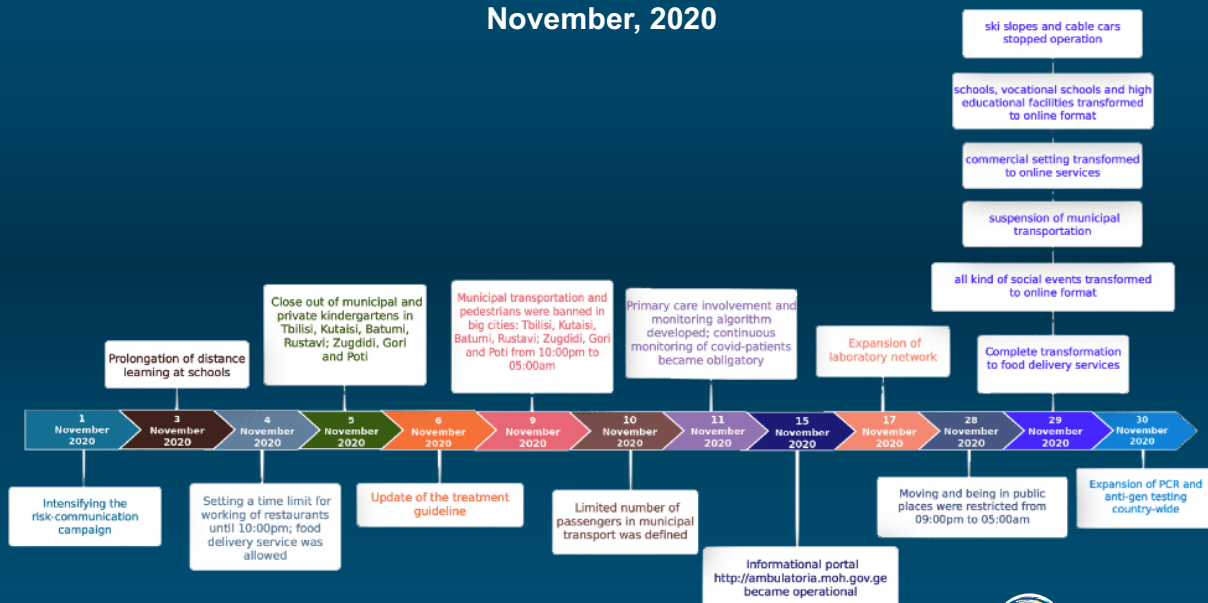 November, 2020
ski slopes and cable cars
stopped operation
schools, vocational schools and high
educational facilities transformed
to online format
commercial setting transformed
to online services
suspension of municipal
transportation
all kind of social events transformed
to online format
Complete transformation
to food delivery services
Prolongation of distance
learning at schools
Close out of municipal and
private kindergartens in
Tbilisi, Kutaisi, Batumi,
Rustavi; Zugdidi, Gori
and Poti
Municipal transportation and
pedestrians were banned in
big cities: Tbilisi, Kutaisi,
Batumi, Rustavi; Zugdidi, Gori
and Poti from 10:00pm to
05:00am
Primary care involvement and
monitoring algorithm
developed; continuous
monitoring of covid-patients
became obligatory
Expansion of
laboratory network
1
November
2020
3
November
2020
4
November
2020
5
November
2020
6
November
2020
9
November
2020
10
November
2020
11
November
2020
15
November
2020
17
November
2020
28
November
2020
29
November
2020
30
November
2020
Intensifying the
risk-communication
campaign
Setting a time limit for
working of restaurants
until 10:00pm; food
delivery service was
allowed
Update of the treatment
guideline
Limited number of
passengers in municipal
transport was defined
Informational portal
http://ambulatoria.moh.gov.ge
became operational
Moving and being in public
places were restricted from
09:00pm to 05:00am
Expansion of PCR and
anti-gen testing
country-wide